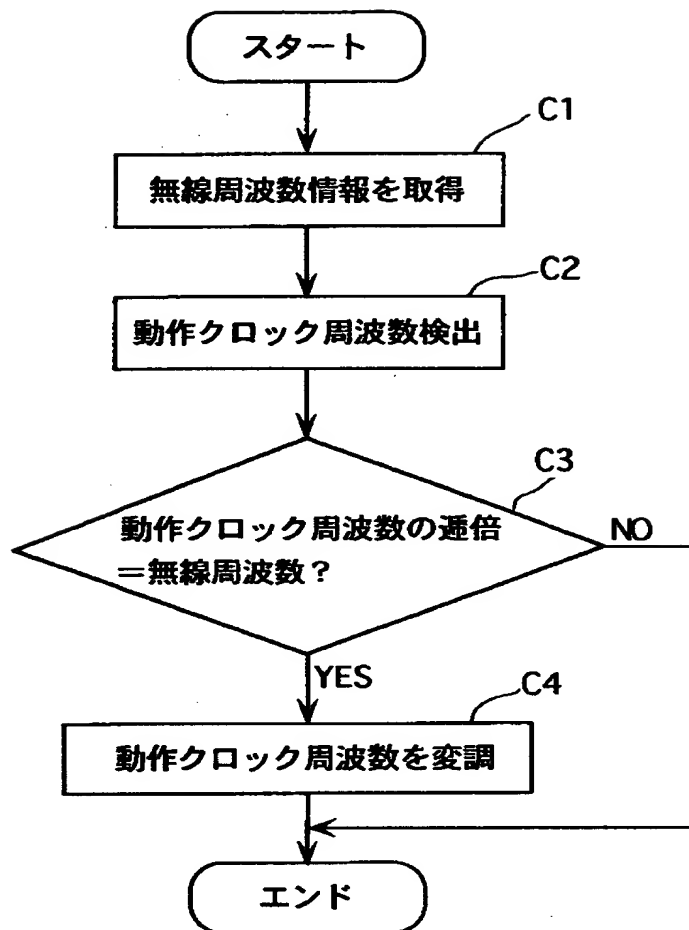 スタート
C1
無線周波数情報を取得
C2
動作クロック周波数検出
C3
動作クロック周波数の逓倍
=無線周波数?
NO
YES
C4
動作クロック周波数を変調
エンド